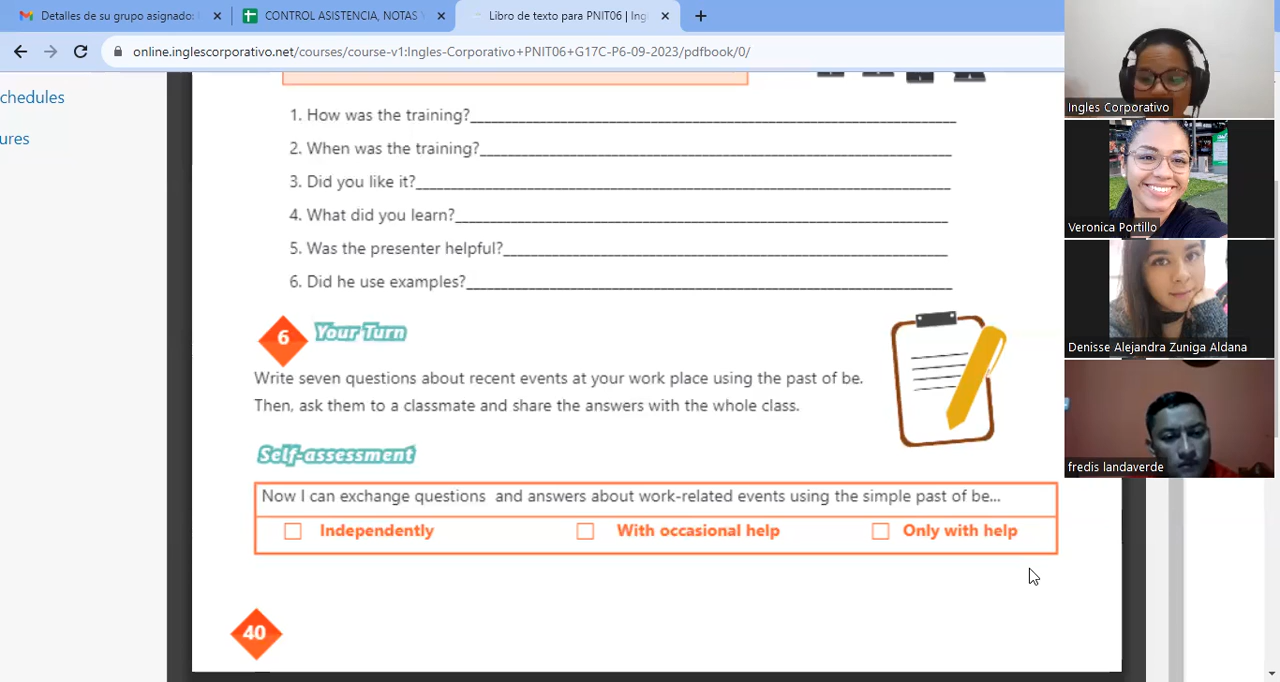 Detalles de su grupo asignado:
CONTROL ASISTENCIA, NOTAS Y
Libro de texto para PNIT06 | Ing
online.inglescorporativo.net/courses/course-v1:Ingles-Corporativo+PNIT06+G17C-P6-09-2023/pdfbook/0/
chedules
ures
1. How was the training?
2. When was the training?
3. Did you like it?
4. What did you learn?
5. Was the presenter helpful?
6. Did he use examples?
6 Your Turn
Write seven questions about recent events at your work place using the past of be.
Then, ask them to a classmate and share the answers with the whole class.
Self-assessment
Now I can exchange questions and answers about work-related events using the simple past of be...
Independently With occasional help Only with help
40
Ingles Corporativo
Veronica Portillo
Denisse Alejandra Zuniga Aldana
fredis landaverde